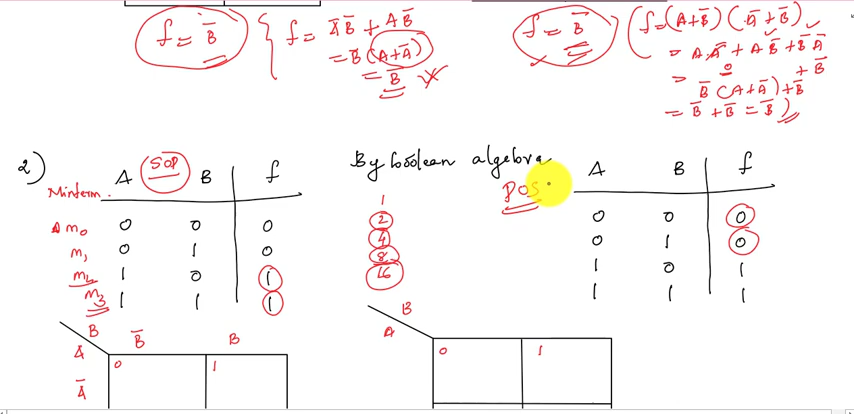 f = B̅ { f = A̅B̅ + AB̅
= B̅(A+A̅)
= B̅
f = B̅ ( f = (A+B̅)(A̅+B̅)
= A.A̅ + AB̅ + B̅A̅
+ B̅
= 0
B̅(A+A̅)+B̅
= B̅ + B̅ = B̅ )
2) SOP By boolean algebra
A B f POS A B f
Minterm
m₀ 0 0 0 1 0 0 0
m₁ 0 1 0 2 0 1 0
m₂ 1 0 1 4 1 0 1
m₃ 1 1 1 8 1 1 1
16
B B̅ B B
A A
0 1 0 1
A̅